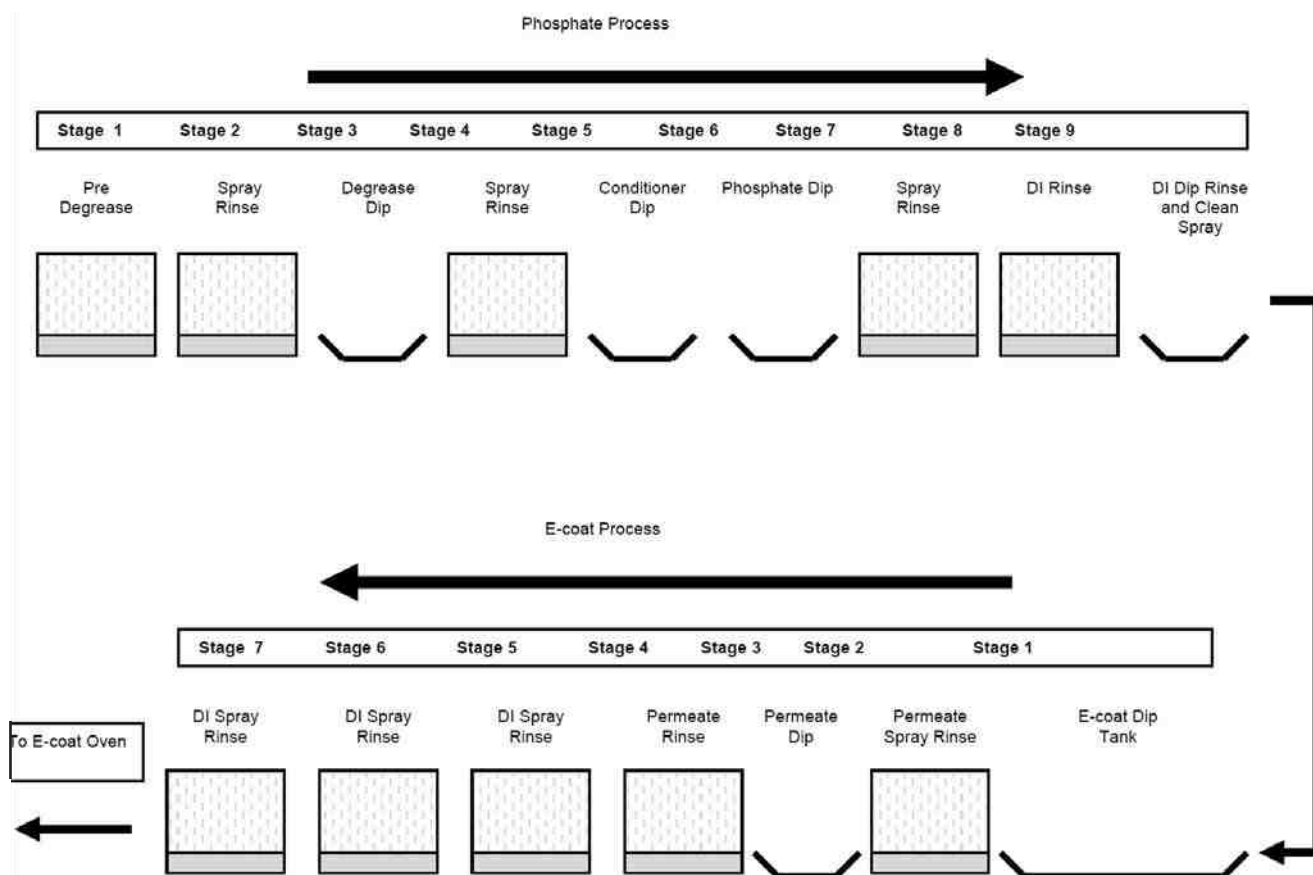 Phosphate Process
Stage 1 Stage 2 Stage 3 Stage 4 Stage 5 Stage 6 Stage 7 Stage 8 Stage 9
Pre
Degrease
Spray
Rinse
Degrease
Dip
Spray
Rinse
Conditioner
Dip
Phosphate Dip
Spray
Rinse
DI Rinse
DI Dip Rinse
and Clean
Spray
E-coat Process
Stage 7 Stage 6 Stage 5 Stage 4 Stage 3 Stage 2 Stage 1
To E-coat Oven
DI Spray
Rinse
DI Spray
Rinse
DI Spray
Rinse
Permeate
Rinse
Permeate
Dip
Permeate
Spray Rinse
E-coat Dip
Tank